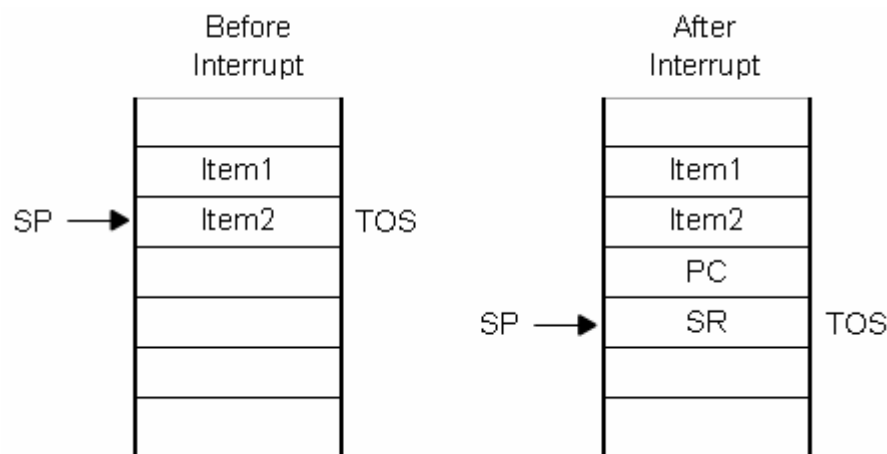 Before
Interrupt
Item1
SP
Item2
TOS
After
Interrupt
Item1
Item2
PC
SP
SR
TOS